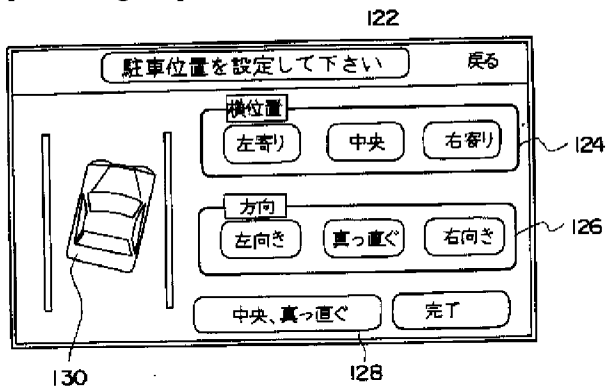 122
駐車位置を設定して下さい 戻る
横位置
左寄り 中央 右寄り
124
方向
左向き 真っ直ぐ 右向き
126
中央、真っ直ぐ 完了
130 128